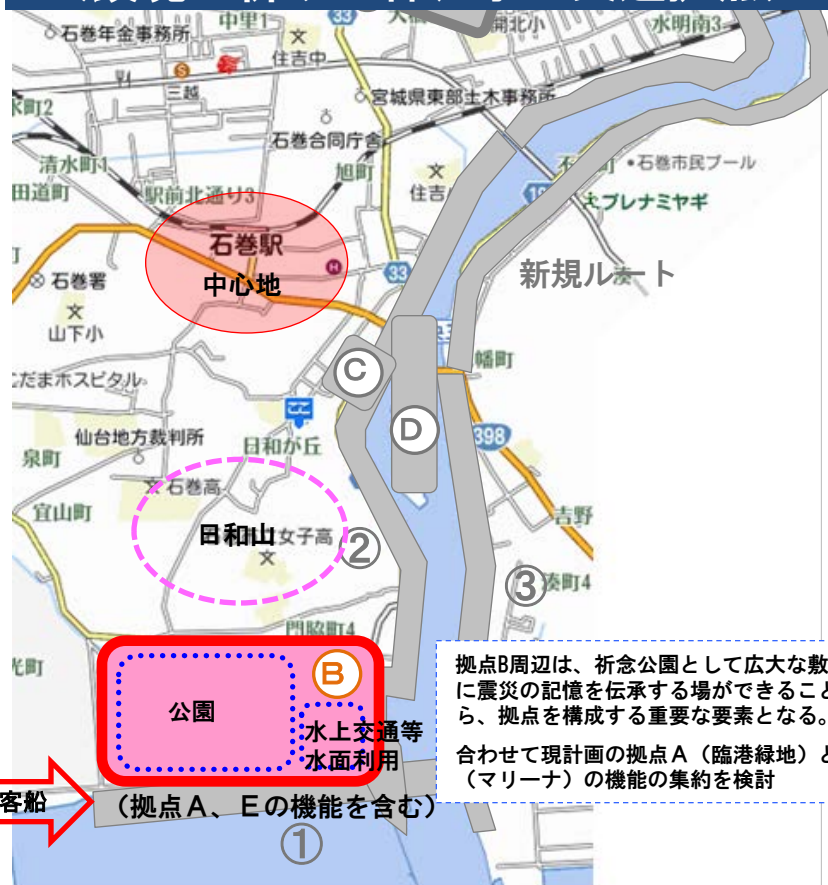 中里1
33
石巻年金事務所
文
住吉中
開北小
水明南3
S
三越
宮城県東部土木事務所
石巻合同庁舎
清水町1
旭町
文
住吉
石巻市民プール
田道町
駅前北通り3
プレナミヤギ
石巻駅
中心地
H
33
新規ルート
石巻署
文
山下小
C
幡町
こだまホスピタル
D
398
仙台地方裁判所
日和が丘
泉町
文 石巻高
宜山町
日和山
女子高
文
②
吉野
③
湊町4
門脇町4
光町
B
公園
水上交通等
水面利用
拠点B周辺は、祈念公園として広大な敷
に震災の記憶を伝承する場ができること
ら、拠点を構成する重要な要素となる。
合わせて現計画の拠点A（臨港緑地）と
（マリーナ）の機能の集約を検討
客船
（拠点A、Eの機能を含む）
①